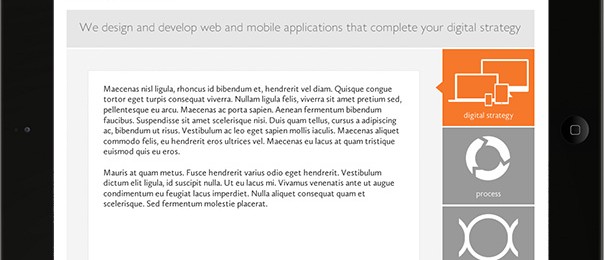 We design and develop web and mobile applications that complete your digital strategy
Maecenas nisl ligula, rhoncus id bibendum et, hendrerit vel diam. Quisque congue
tortor eget turpis consequat viverra. Nullam ligula felis, viverra sit amet pretium sed,
pellentesque eu arcu. Maecenas ac porta sapien. Aenean fermentum bibendum
faucibus. Suspendisse sit amet scelerisque nisi. Duis quam tellus, cursus a adipiscing
ac, bibendum ut risus. Vestibulum ac leo eget sapien mollis iaculis. Maecenas aliquet
commodo felis, eu hendrerit eros ultrices vel. Maecenas eu lacus at quam tristique
euismod quis eu eros.
Mauris at quam metus. Fusce hendrerit varius odio eget hendrerit. Vestibulum
dictum elit ligula, id suscipit nulla. Ut eu lacus mi. Vivamus venenatis ante ut augue
condimentum eu feugiat lacus imperdiet. Nulla aliquet consequat quam et
scelerisque. Sed fermentum molestie placerat.
digital strategy
process